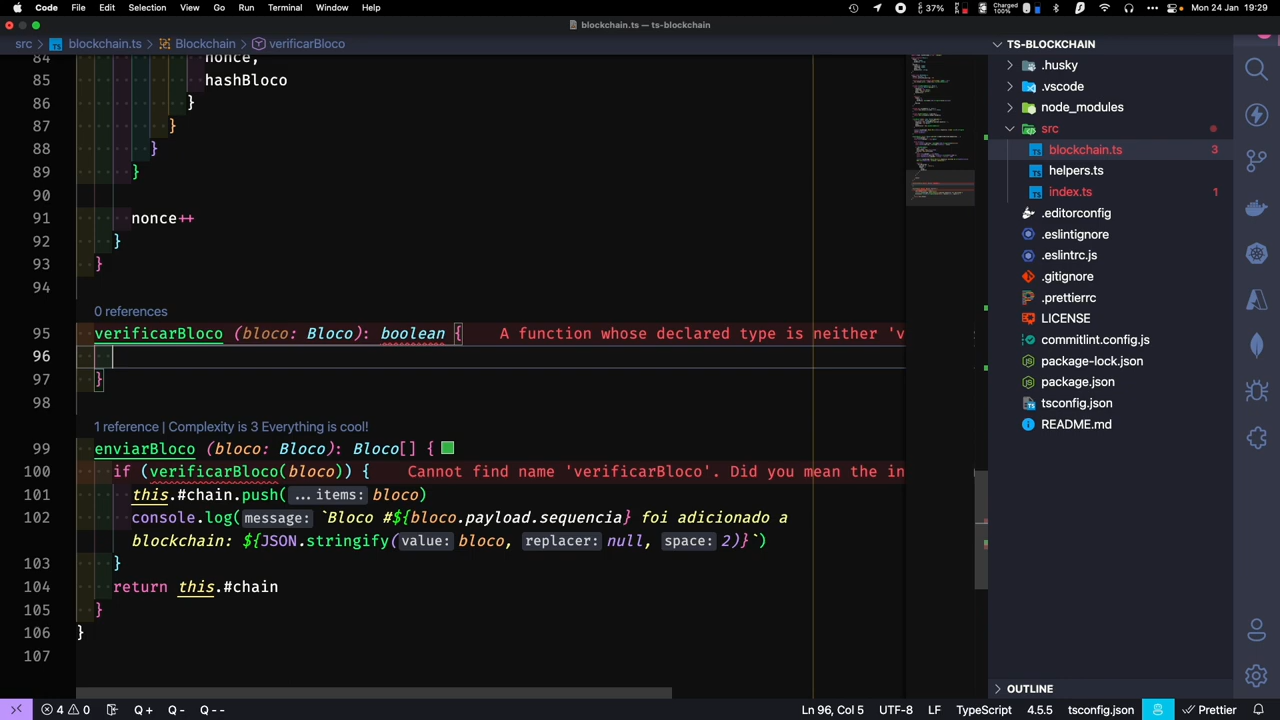 Code File Edit Selection View Go Run Terminal Window Help 37% Charged 100% Mon 24 Jan 19:29
blockchain.ts — ts-blockchain
src > TS blockchain.ts > Blockchain > verificarBloco
TS-BLOCKCHAIN
.husky
.vscode
node_modules
src
TS blockchain.ts 3
TS helpers.ts
TS index.ts 1
.editorconfig
.eslintignore
.eslintrc.js
.gitignore
.prettierrc
LICENSE
commitlint.config.js
package-lock.json
package.json
TS tsconfig.json
README.md
OUTLINE
84 nonce,
85 hashBloco
86 }
87 }
88 }
89 }
90
91 nonce++
92 }
93 }
94
0 references
95 verificarBloco (bloco: Bloco): boolean { A function whose declared type is neither 'v
96
97 }
98
1 reference | Complexity is 3 Everything is cool!
99 enviarBloco (bloco: Bloco): Bloco[] {
100 if (verificarBloco(bloco)) { Cannot find name 'verificarBloco'. Did you mean the in
101 this.#chain.push(...items: bloco)
102 console.log(message: `Bloco #${bloco.payload.sequencia} foi adicionado a
blockchain: ${JSON.stringify(value: bloco, replacer: null, space: 2)}`)
103 }
104 return this.#chain
105 }
106 }
107
4 0 Q+ Q- Q-- Ln 96, Col 5 UTF-8 LF TypeScript 4.5.5 tsconfig.json Prettier